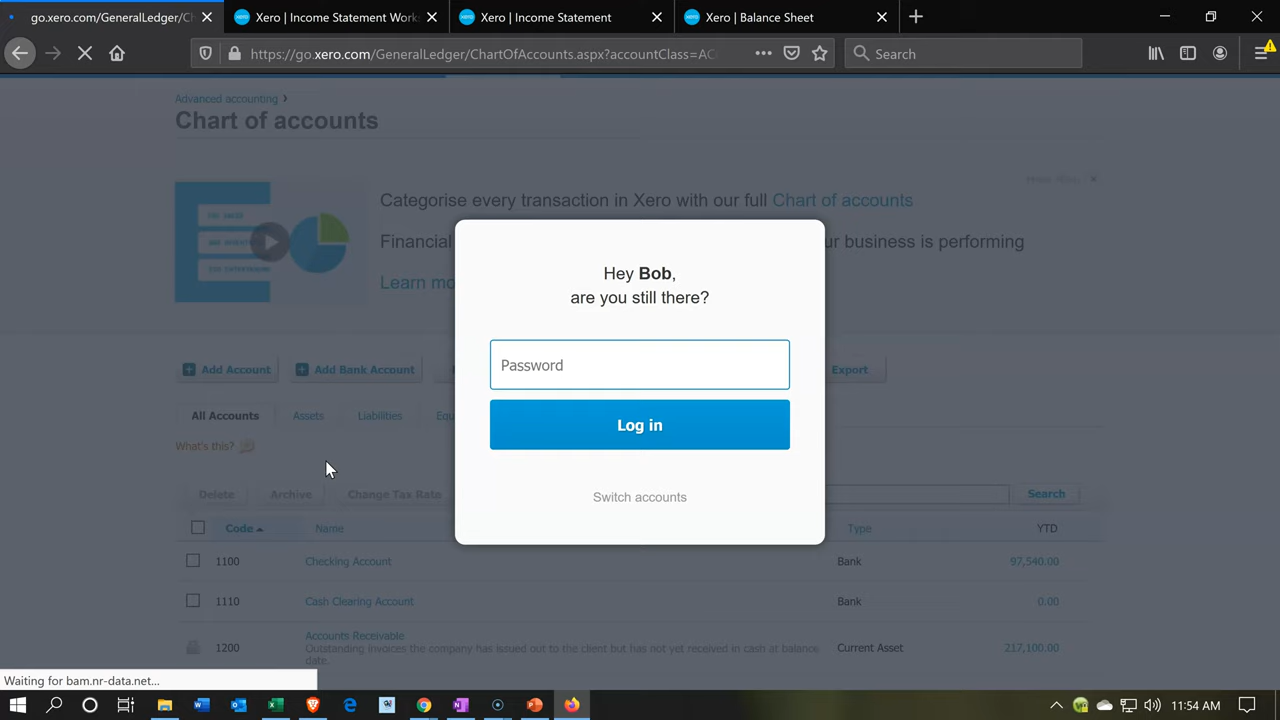 go.xero.com/GeneralLedger/Ch
Xero | Income Statement Works
Xero | Income Statement
Xero | Balance Sheet
https://go.xero.com/GeneralLedger/ChartOfAccounts.aspx?accountClass=AC
Search
Advanced accounting ›
Chart of accounts
Categorise every transaction in Xero with our full Chart of accounts
Financial
ur business is performing
Learn mo
Hey Bob,
are you still there?
Password
Log in
Switch accounts
Add Account
Add Bank Account
Export
All Accounts
Assets
Liabilities
Equ
What's this?
Delete
Archive
Change Tax Rate
Search
Code
Name
Type
YTD
1100
Checking Account
Bank
97,540.00
1110
Cash Clearing Account
Bank
0.00
1200
Accounts Receivable
Outstanding invoices the company has issued out to the client but has not yet received in cash at balance
date.
Current Asset
217,100.00
Waiting for bam.nr-data.net...
11:54 AM